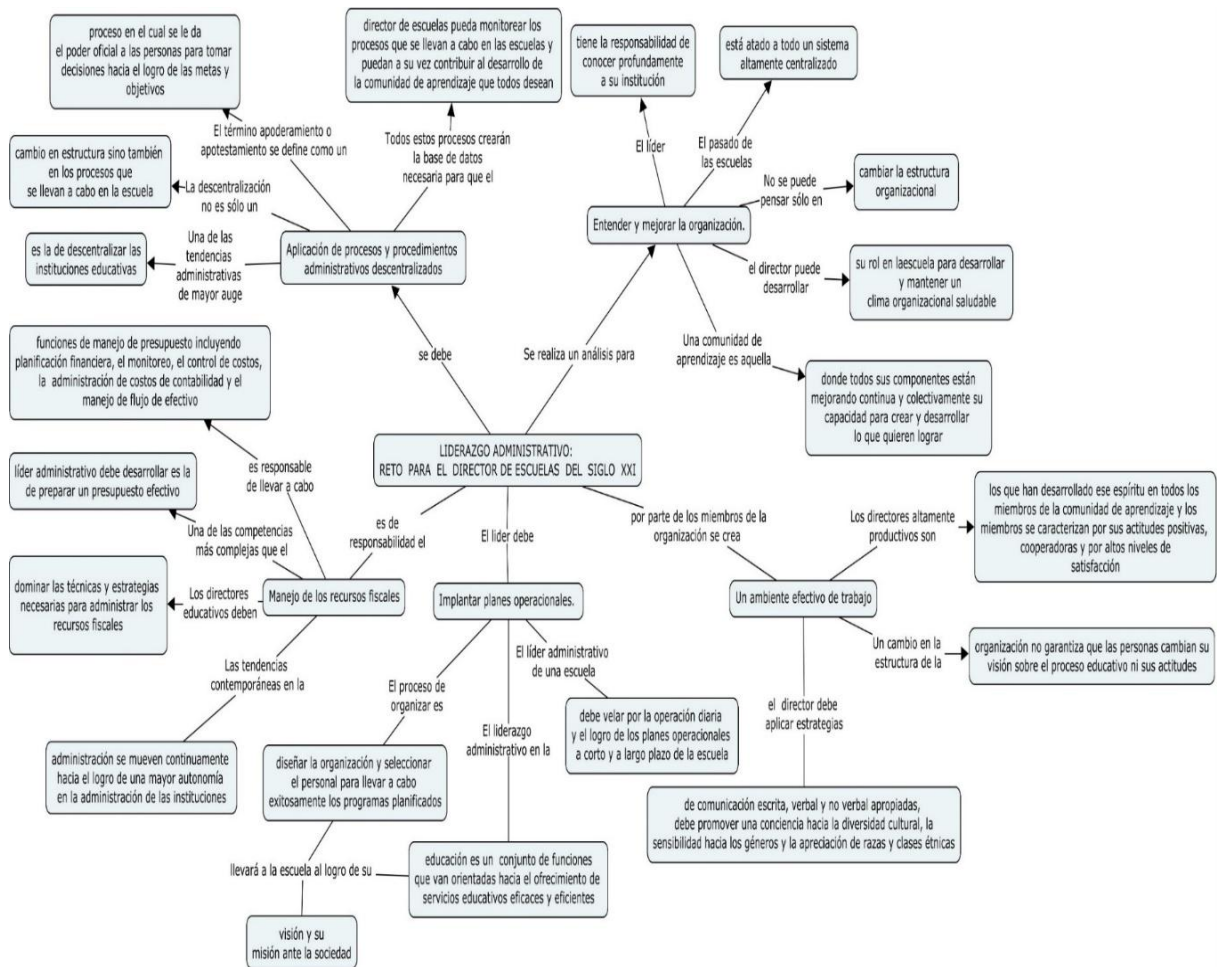 proceso en el cual se le da
el poder oficial a las personas para tomar
decisiones hacia el logro de las metas y
objetivos
director de escuelas pueda monitorear los
procesos que se llevan a cabo en las escuelas y
puedan a su vez contribuir al desarrollo de
la comunidad de aprendizaje que todos desean
tiene la responsabilidad de
conocer profundamente
a su institución
está atado a todo un sistema
altamente centralizado
El término apoderamiento o
apotestamiento se define como un
Todos estos procesos crearán
la base de datos
necesaria para que el
El líder
El pasado de
las escuelas
cambio en estructura sino también
en los procesos que
se llevan a cabo en la escuela
La descentralización
no es sólo un
No se puede
pensar sólo en
cambiar la estructura
organizacional
es la de descentralizar las
instituciones educativas
Una de las
tendencias
administrativas
de mayor auge
Aplicación de procesos y procedimientos
administrativos descentralizados
Entender y mejorar la organización.
el director puede
desarrollar
su rol en laescuela para desarrollar
y mantener un
clima organizacional saludable
Una comunidad de
aprendizaje es aquella
donde todos sus componentes están
mejorando continua y colectivamente su
capacidad para crear y desarrollar
lo que quieren lograr
se debe
Se realiza un análisis para
funciones de manejo de presupuesto incluyendo
planificación financiera, el monitoreo, el control de costos,
la administración de costos de contabilidad y el
manejo de flujo de efectivo
LIDERAZGO ADMINISTRATIVO:
RETO PARA EL DIRECTOR DE ESCUELAS DEL SIGLO XXI
es responsable
de llevar a cabo
líder administrativo debe desarrollar es la
de preparar un presupuesto efectivo
Una de las competencias
más complejas que el
es de
responsabilidad el
El lider debe
por parte de los miembros de la
organización se crea
Los directores altamente
productivos son
los que han desarrollado ese espíritu en todos los
miembros de la comunidad de aprendizaje y los
miembros se caracterizan por sus actitudes positivas,
cooperadoras y por altos niveles de
satisfacción
dominar las técnicas y estrategias
necesarias para administrar los
recursos fiscales
Los directores
educativos deben
Manejo de los recursos fiscales
Implantar planes operacionales.
Un ambiente efectivo de trabajo
Un cambio en la
estructura de la
organización no garantiza que las personas cambian su
visión sobre el proceso educativo ni sus actitudes
Las tendencias
contemporáneas en la
administración se mueven continuamente
hacia el logro de una mayor autonomía
en la administración de las instituciones
El proceso de
organizar es
El liderazgo
administrativo en la
El líder administrativo
de una escuela
debe velar por la operación diaria
y el logro de los planes operacionales
a corto y a largo plazo de la escuela
el director debe
aplicar estrategias
diseñar la organización y seleccionar
el personal para llevar a cabo
exitosamente los programas planificados
de comunicación escrita, verbal y no verbal apropiadas,
debe promover una conciencia hacia la diversidad cultural, la
sensibilidad hacia los géneros y la apreciación de razas y clases étnicas
llevará a la escuela al logro de su
educación es un conjunto de funciones
que van orientadas hacia el ofrecimiento de
servicios educativos eficaces y eficientes
visión y su
misión ante la sociedad